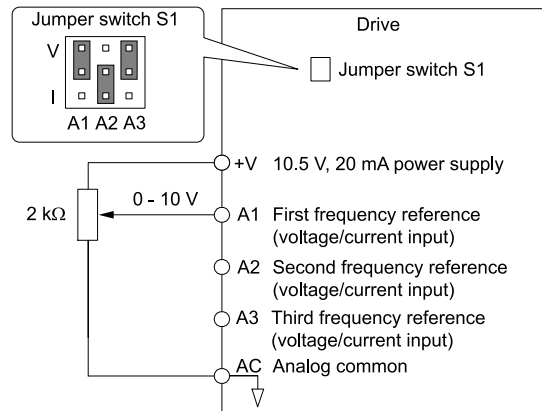 Jumper switch S1
V
I
A1 A2 A3
Drive
Jumper switch S1
+V 10.5 V, 20 mA power supply
2 kΩ
0 - 10 V
A1 First frequency reference
(voltage/current input)
A2 Second frequency reference
(voltage/current input)
A3 Third frequency reference
(voltage/current input)
AC Analog common